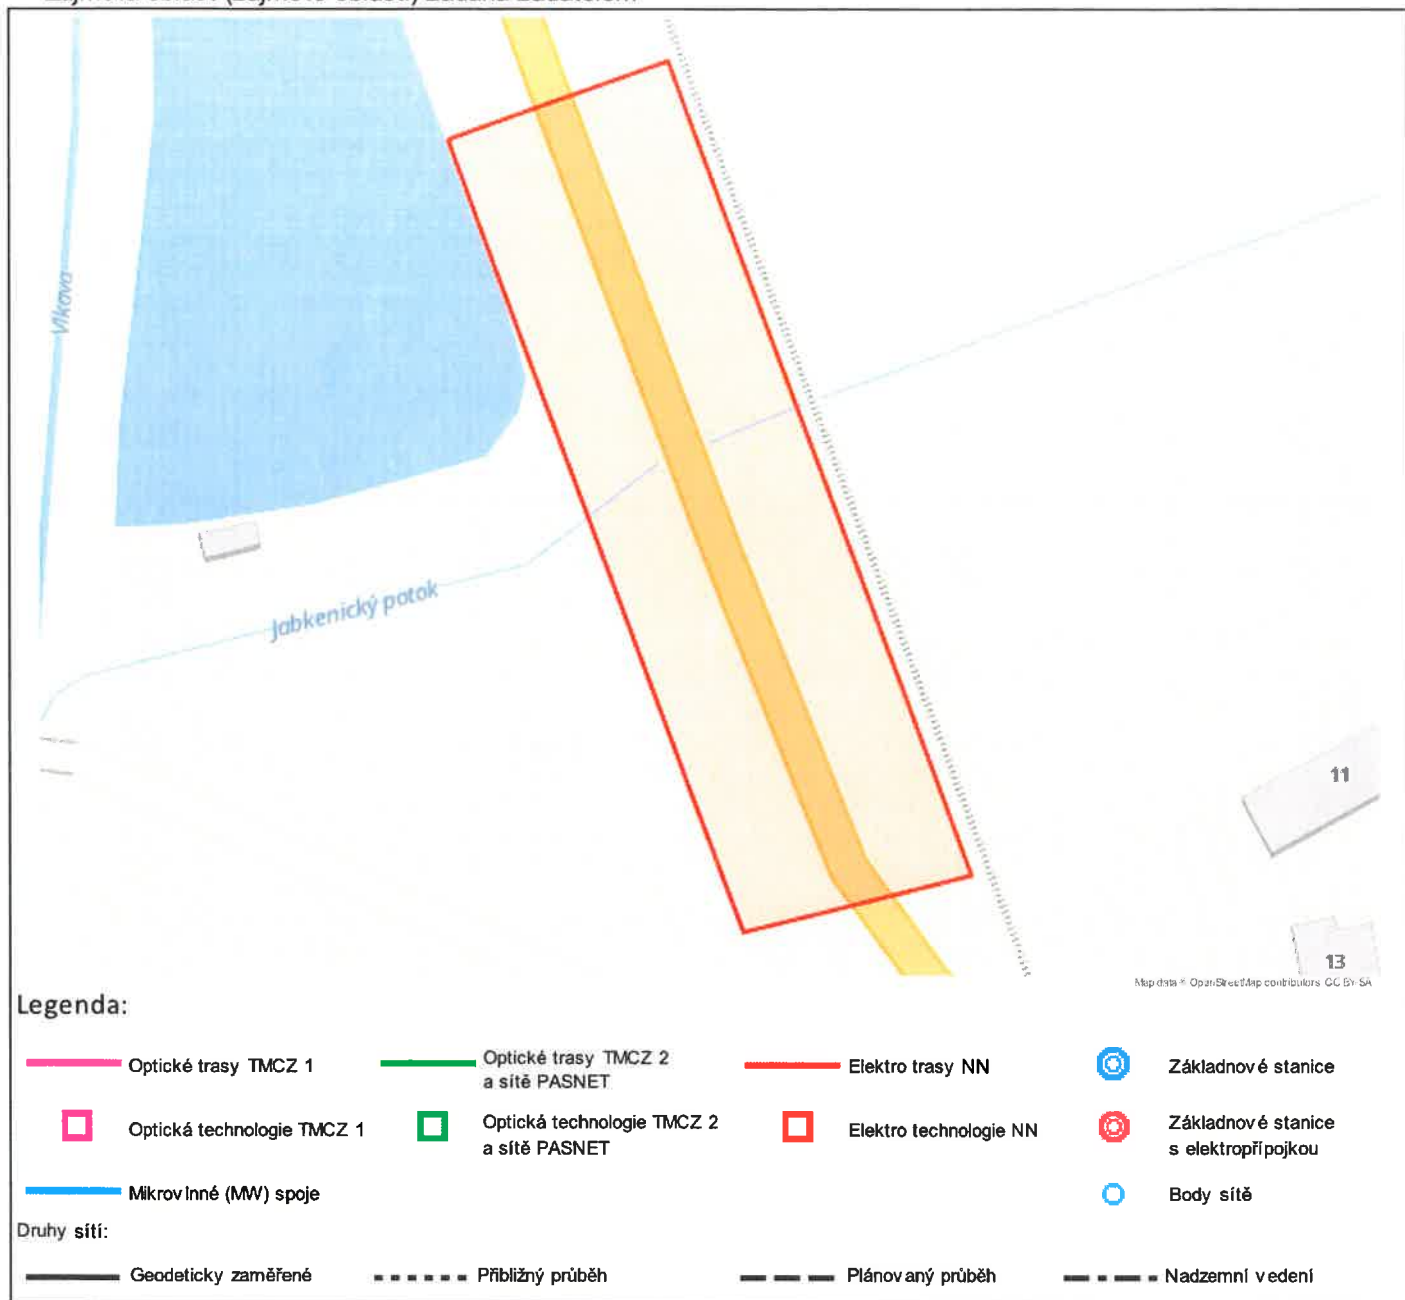 Vlkava
Jabkenický potok
11
13
Map data © OpenStreetMap contributors, CC BY-SA
Legenda:
Optické trasy TMCZ 1
Optické trasy TMCZ 2
a sítě PASNET
Elektro trasy NN
Základnové stanice
Optická technologie TMCZ 1
Optická technologie TMCZ 2
a sítě PASNET
Elektro technologie NN
Základnové stanice
s elektropřípojkou
Mikrovlnné (MW) spoje
Body sítě
Druhy sítí:
Geodeticky zaměřené
Přibližný průběh
Plánovaný průběh
Nadzemní vedení